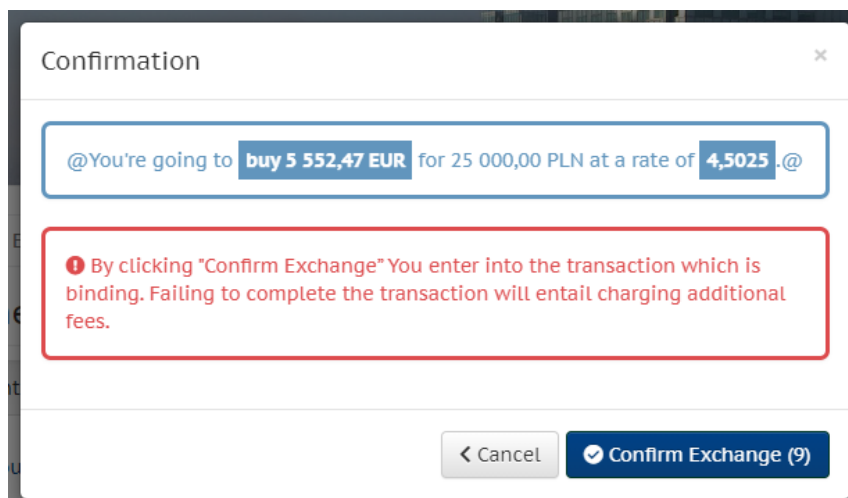 Confirmation ×
@You're going to buy 5 552,47 EUR for 25 000,00 PLN at a rate of 4,5025 .@
By clicking "Confirm Exchange" You enter into the transaction which is
binding. Failing to complete the transaction will entail charging additional
fees.
Cancel Confirm Exchange (9)